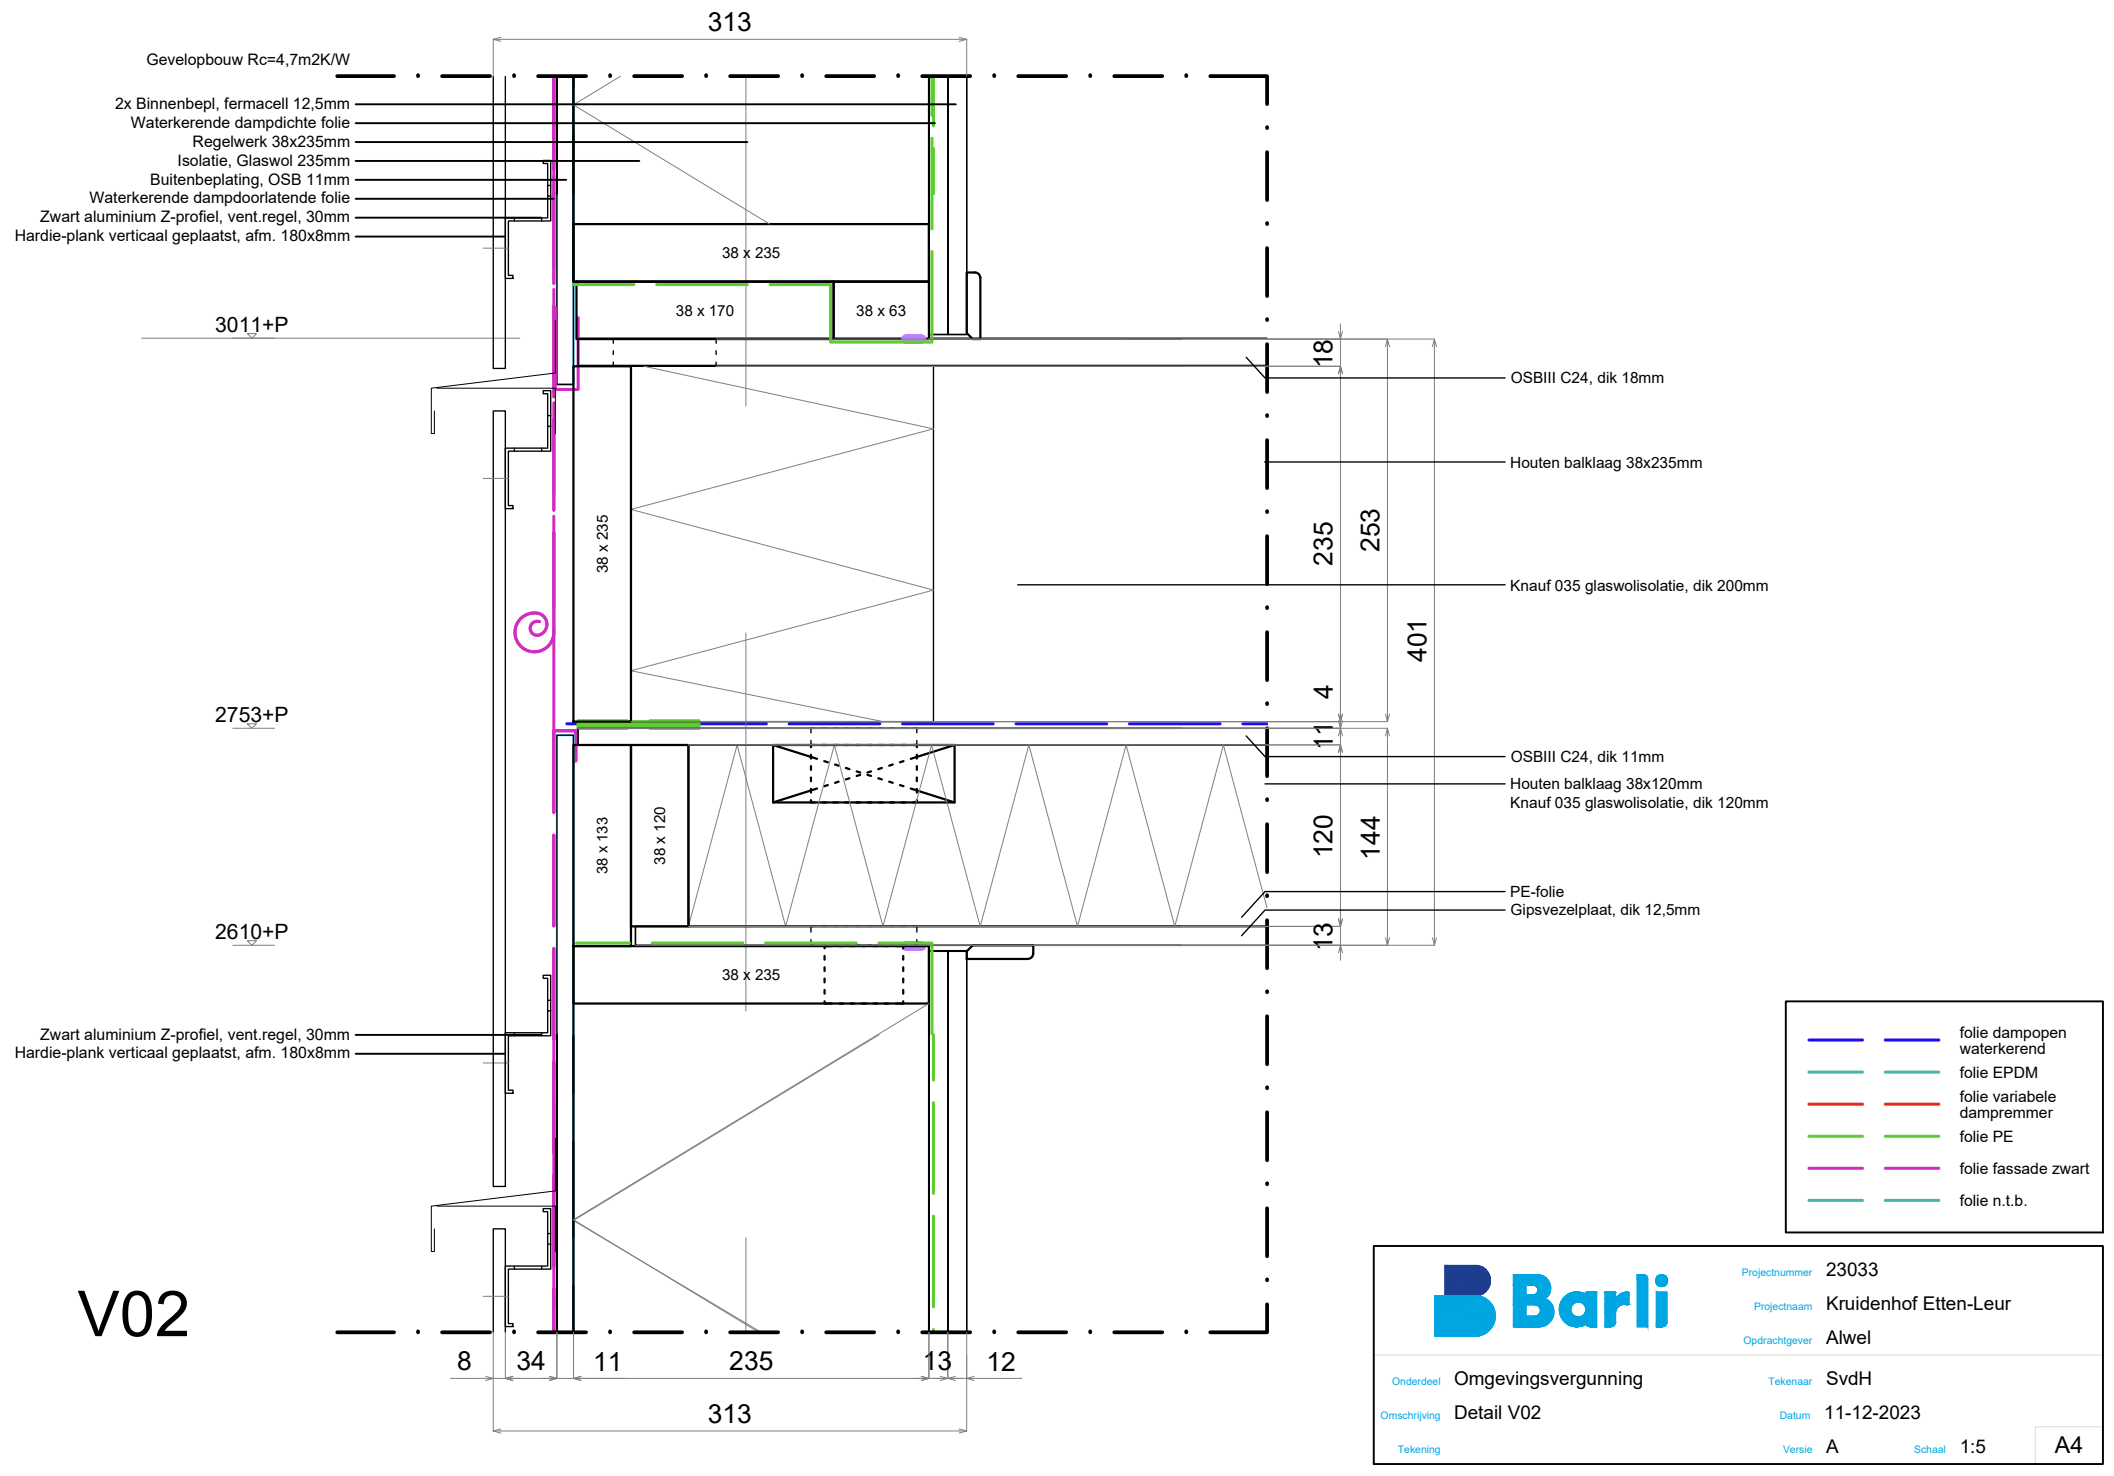 313
Gevelopbouw Rc=4,7m2K/W
2x Binnenbepl, fermacell 12,5mm
Waterkerende dampdichte folie
Regelwerk 38x235mm
Isolatie, Glaswol 235mm
Buitenbeplating, OSB 11mm
Waterkerende dampdoorlatende folie
Zwart aluminium Z-profiel, vent.regel, 30mm
Hardie-plank verticaal geplaatst, afm. 180x8mm
38 x 235
38 x 170
38 x 63
3011+P
18
OSBIII C24, dik 18mm
Houten balklaag 38x235mm
38 x 235
235
253
Knauf 035 glaswolisolatie, dik 200mm
401
4
2753+P
11
OSBIII C24, dik 11mm
Houten balklaag 38x120mm
Knauf 035 glaswolisolatie, dik 120mm
38 x 133
38 x 120
120
144
PE-folie
Gipsvezelplaat, dik 12,5mm
2610+P
13
38 x 235
Zwart aluminium Z-profiel, vent.regel, 30mm
Hardie-plank verticaal geplaatst, afm. 180x8mm
folie dampopen
waterkerend
folie EPDM
folie variabele
dampremmer
folie PE
folie fassade zwart
folie n.t.b.
V02
8 34 11 235 13 12
313
Barli
Projectnummer 23033
Projectnaam Kruidenhof Etten-Leur
Opdrachtgever Alwel
Onderdeel Omgevingsvergunning
Tekenaar SvdH
Omschrijving Detail V02
Datum 11-12-2023
Tekening
Versie A
Schaal 1:5
A4